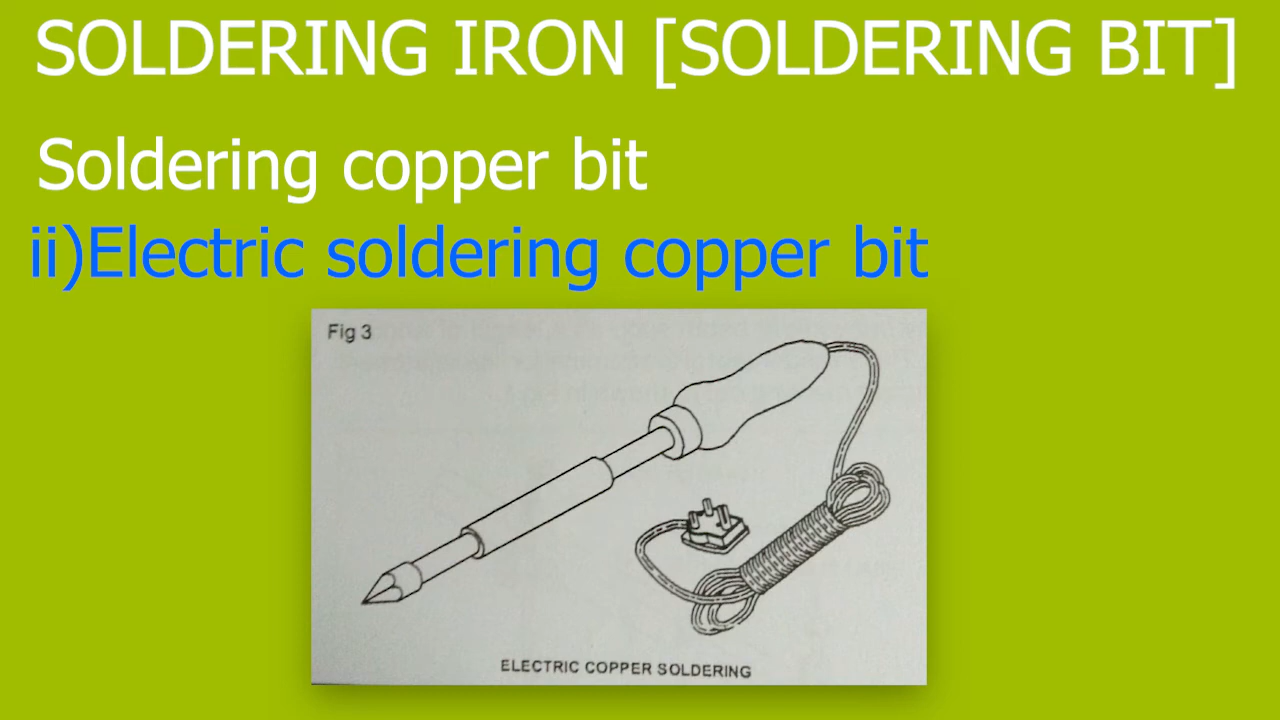 SOLDERING IRON [SOLDERING BIT]
Soldering copper bit
ii)Electric soldering copper bit
Fig 3
ELECTRIC COPPER SOLDERING